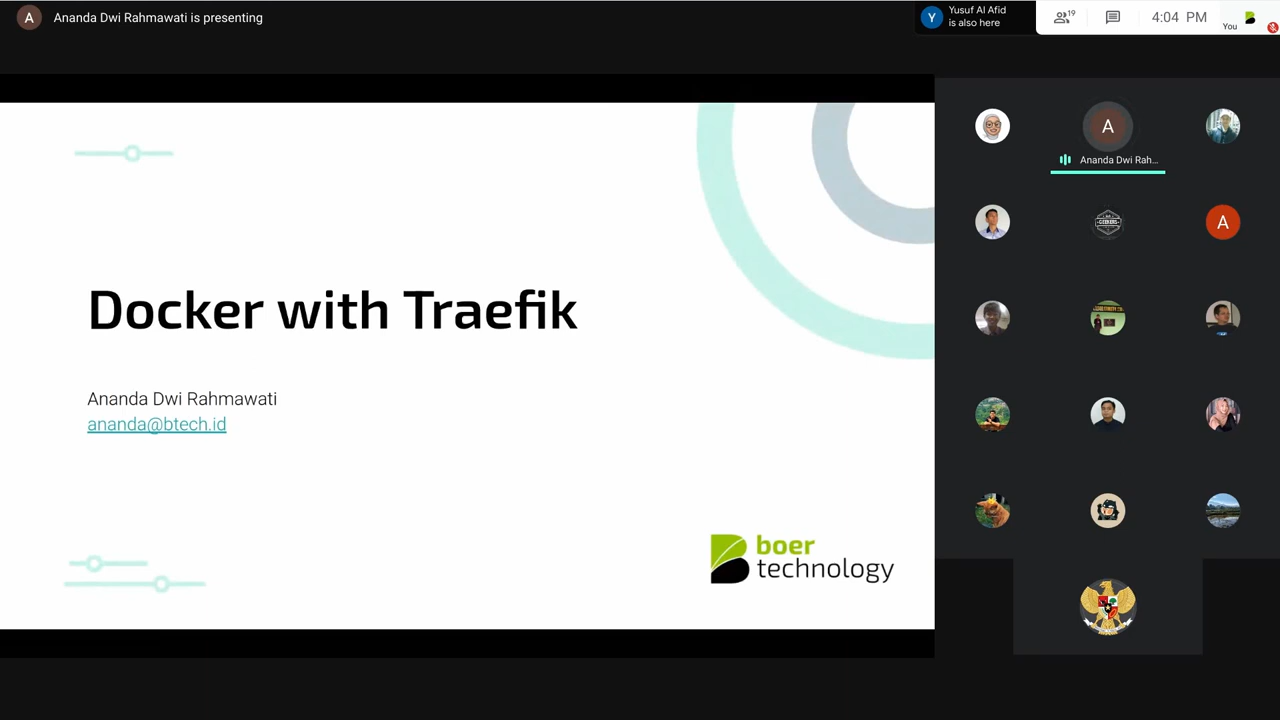 A
Ananda Dwi Rahmawati is presenting
Y
Yusuf Al Afid
is also here
19
4:04 PM
You
A
Ananda Dwi Rah...
A
Docker with Traefik
Ananda Dwi Rahmawati
ananda@btech.id
boer
technology